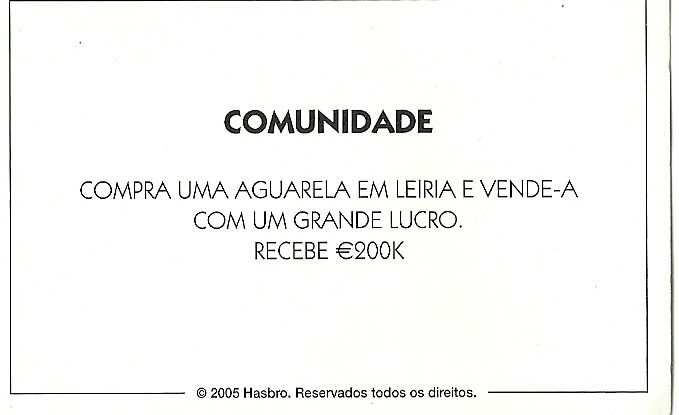 COMUNIDADE
COMPRA UMA AGUARELA EM LEIRIA E VENDE-A
COM UM GRANDE LUCRO.
RECEBE €200K
© 2005 Hasbro. Reservados todos os direitos.